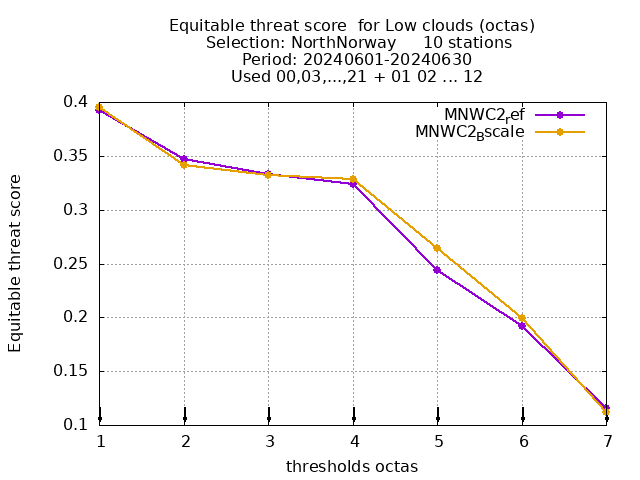 Equitable threat score  for Low clouds (octas)
Selection: NorthNorway     10 stations
Period: 20240601-20240630
Used 00,03,...,21 + 01 02 ... 12
MNWC2ref
MNWC2Bscale
0.4
0.35
0.3
0.25
0.2
0.15
0.1
Equitable threat score
1 2 3 4 5 6 7
thresholds octas